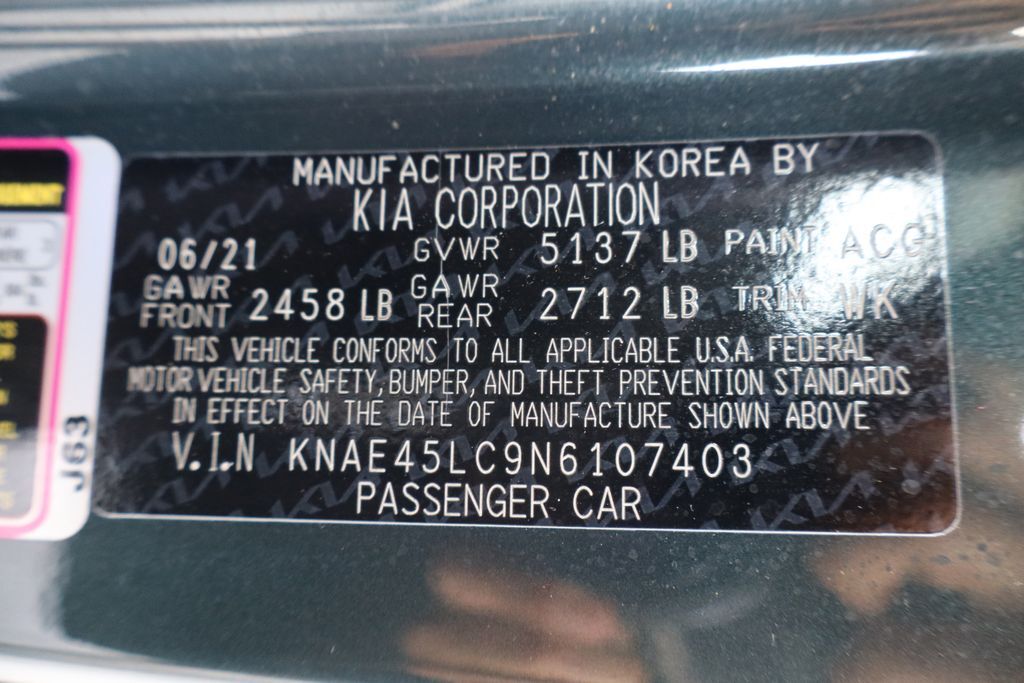 MANUFACTURED IN KOREA BY
KIA CORPORATION
06/21 GVWR 5137 LB PAINT ACG
GAWR FRONT 2458 LB GAWR REAR 2712 LB TRIM WK
THIS VEHICLE CONFORMS TO ALL APPLICABLE U.S.A. FEDERAL
MOTOR VEHICLE SAFETY, BUMPER, AND THEFT PREVENTION STANDARDS
IN EFFECT ON THE DATE OF MANUFACTURE SHOWN ABOVE
V.I.N KNAE45LC9N6107403
PASSENGER CAR
J63